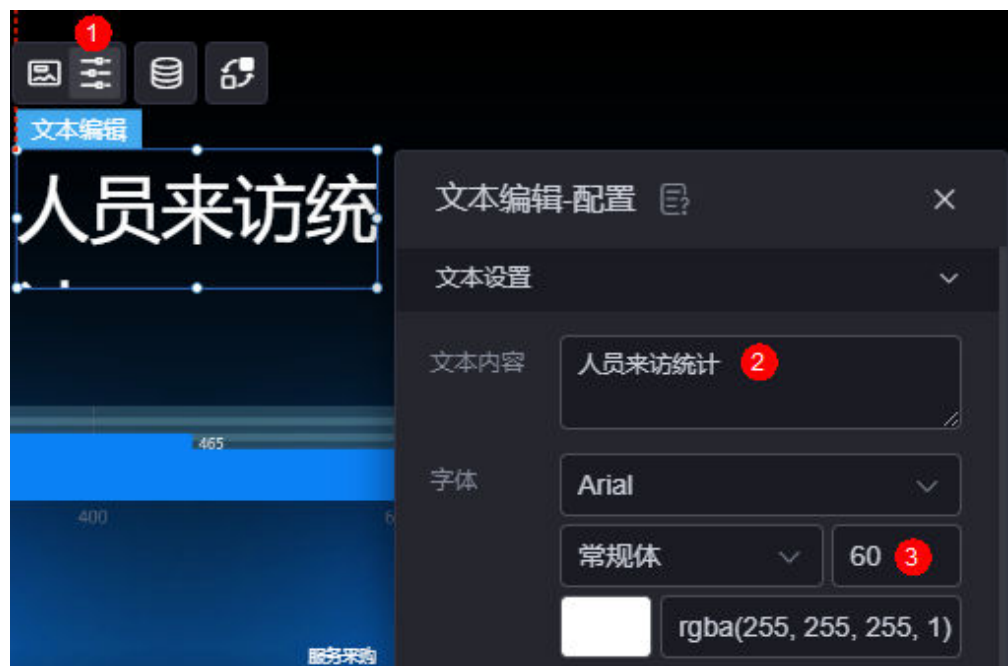 1
文本编辑
人员来访统
文本编辑-配置
文本设置
文本内容
人员来访统计 2
465
字体
Arial
400
常规体
60 3
rgba(255, 255, 255, 1)
服务采购